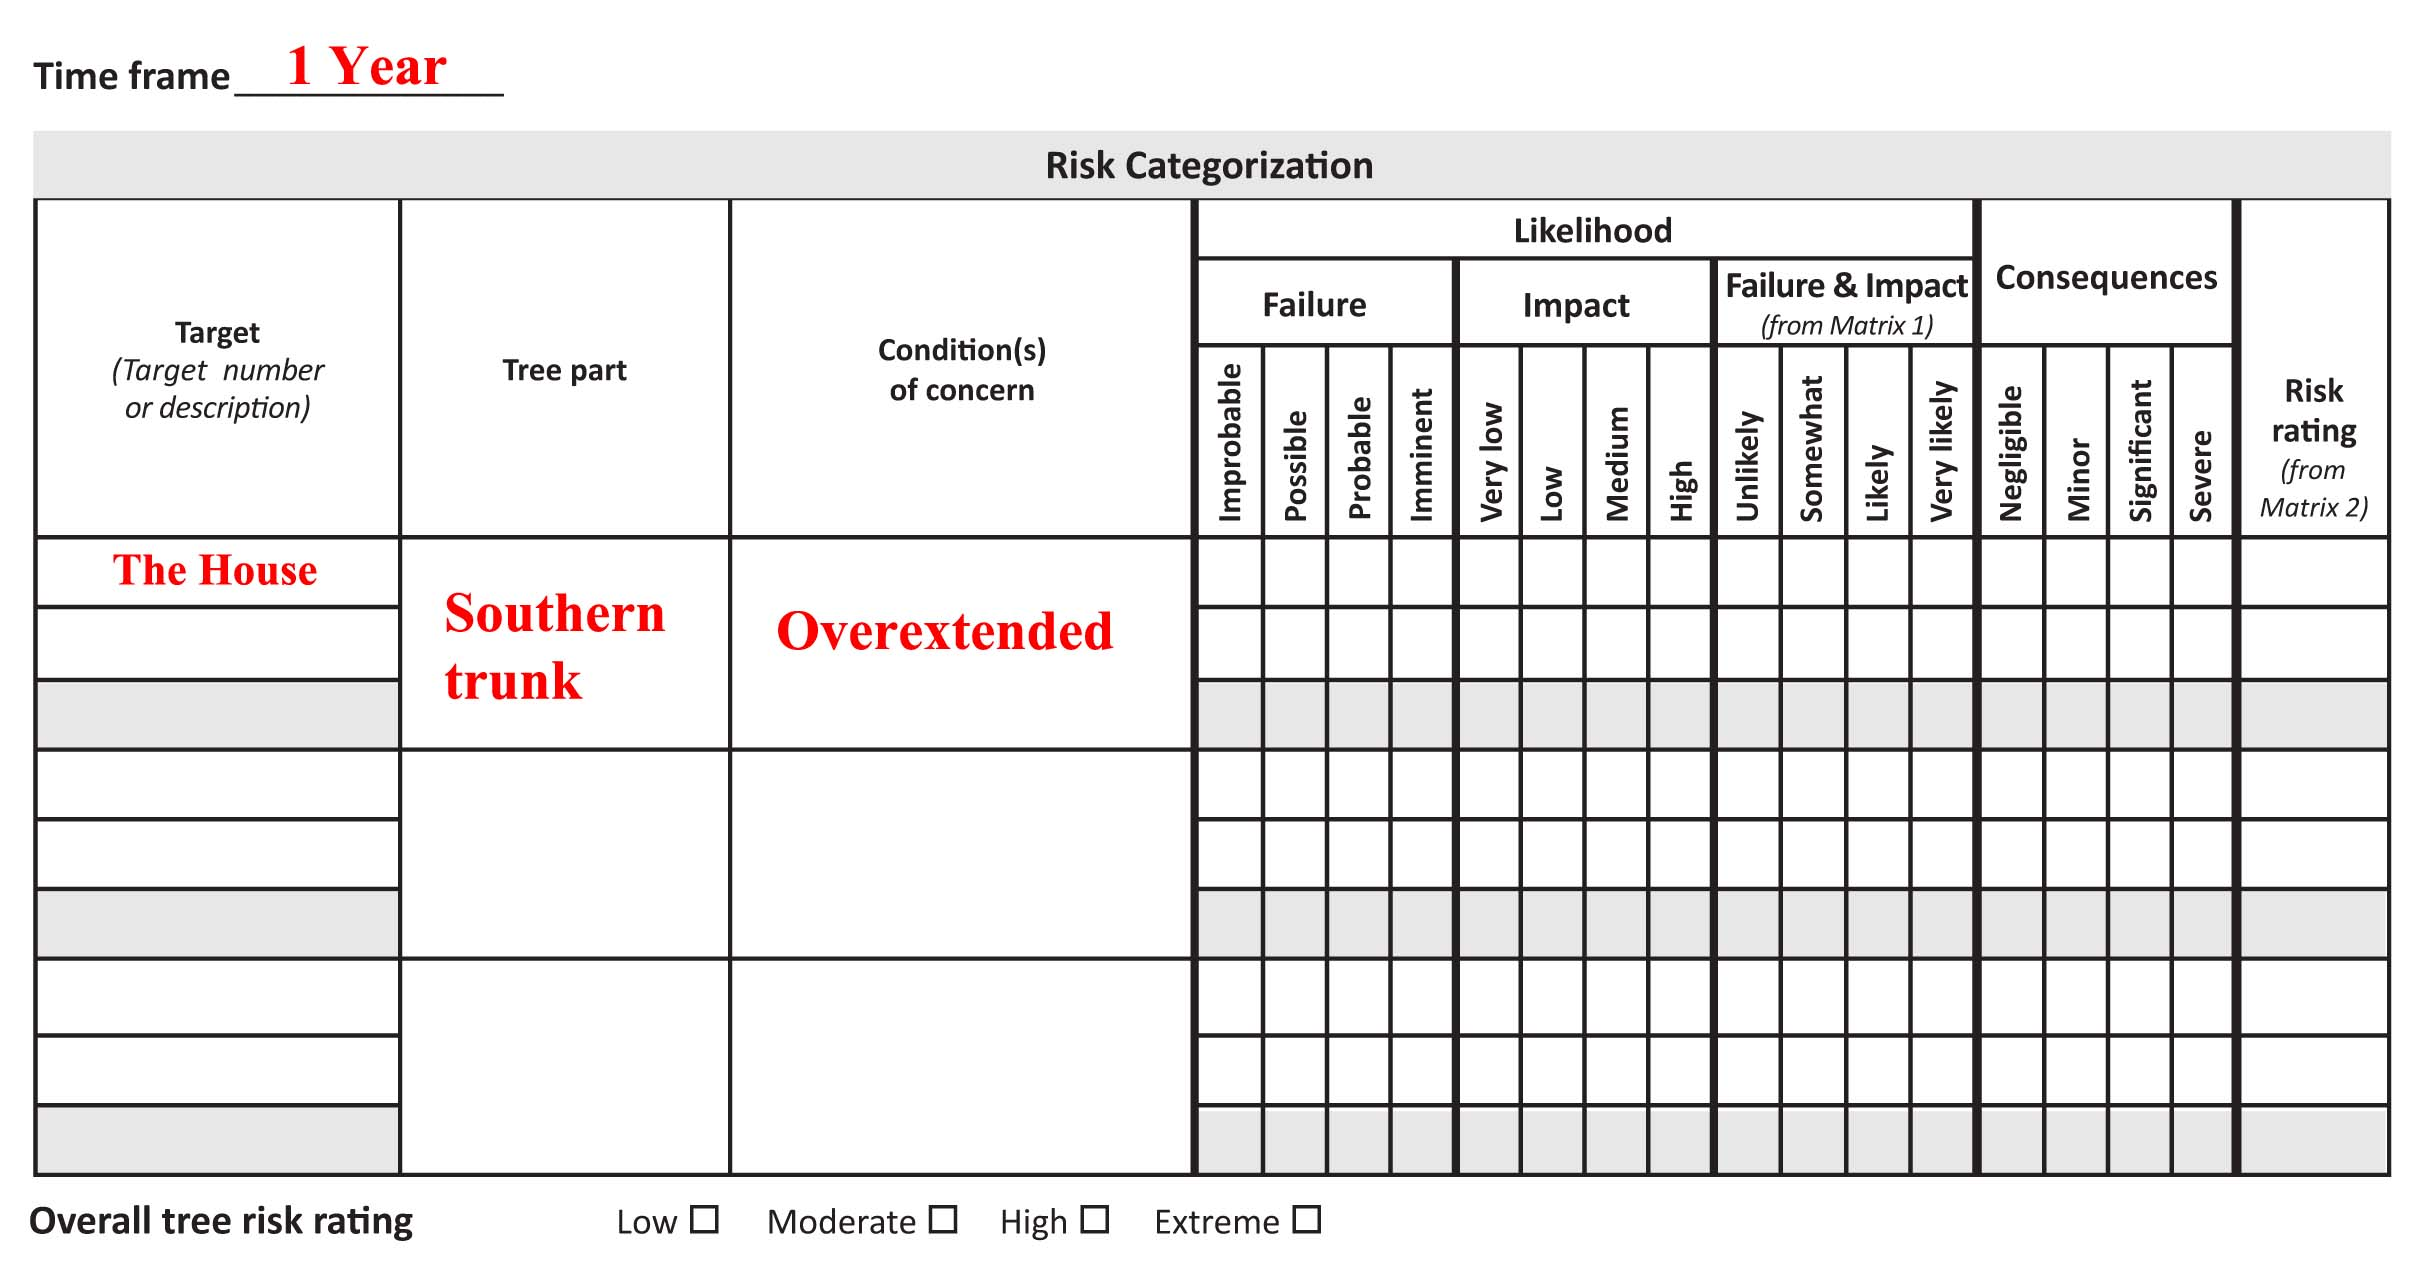 Time frame 1 Year
Risk Categorization
Likelihood
Failure & Impact
Consequences
Failure
Impact
(from Matrix 1)
Target
(Target number
or description)
Tree part
Condition(s)
of concern
Improbable
Possible
Probable
Imminent
Very low
Low
Medium
High
Unlikely
Somewhat
Likely
Very likely
Negligible
Minor
Significant
Severe
Risk
rating
(from
Matrix 2)
The House
Southern
trunk
Overextended
Overall tree risk rating Low Moderate High Extreme